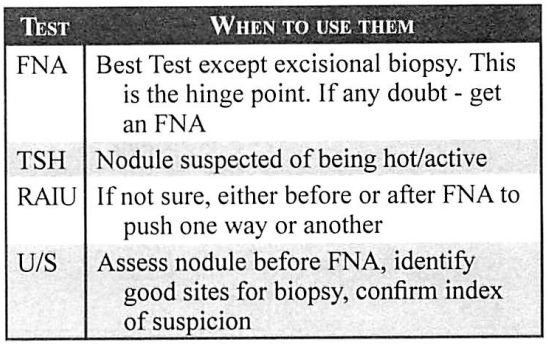 TEST WHEN TO USE THEM
FNA Best Test except excisional biopsy. This
is the hinge point. If any doubt - get
an FNA
TSH Nodule suspected of being hot/active
RAIU If not sure, either before or after FNA to
push one way or another
U/S Assess nodule before FNA, identify
good sites for biopsy, confirm index
of suspicion